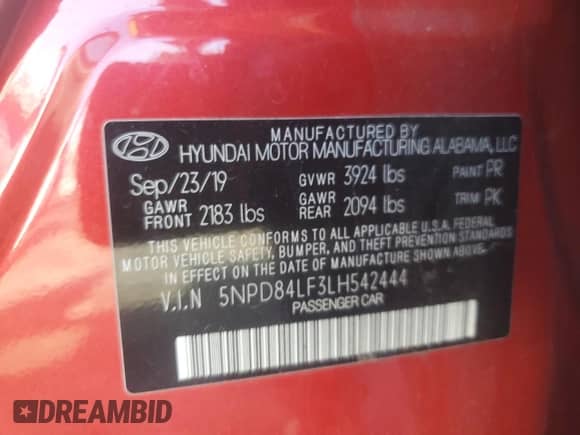 MANUFACTURED BY
HYUNDAI MOTOR MANUFACTURING ALABAMA, LLC
Sep/23/19 GVWR 3924 lbs PAINT PR
GAWR FRONT 2183 lbs GAWR REAR 2094 lbs TRIM PK
THIS VEHICLE CONFORMS TO ALL APPLICABLE U.S.A. FEDERAL
MOTOR VEHICLE SAFETY, BUMPER, AND THEFT PREVENTION STANDARDS
IN EFFECT ON THE DATE OF MANUFACTURE SHOWN ABOVE.
V.I.N 5NPD84LF3LH542444
PASSENGER CAR
DREAMBID